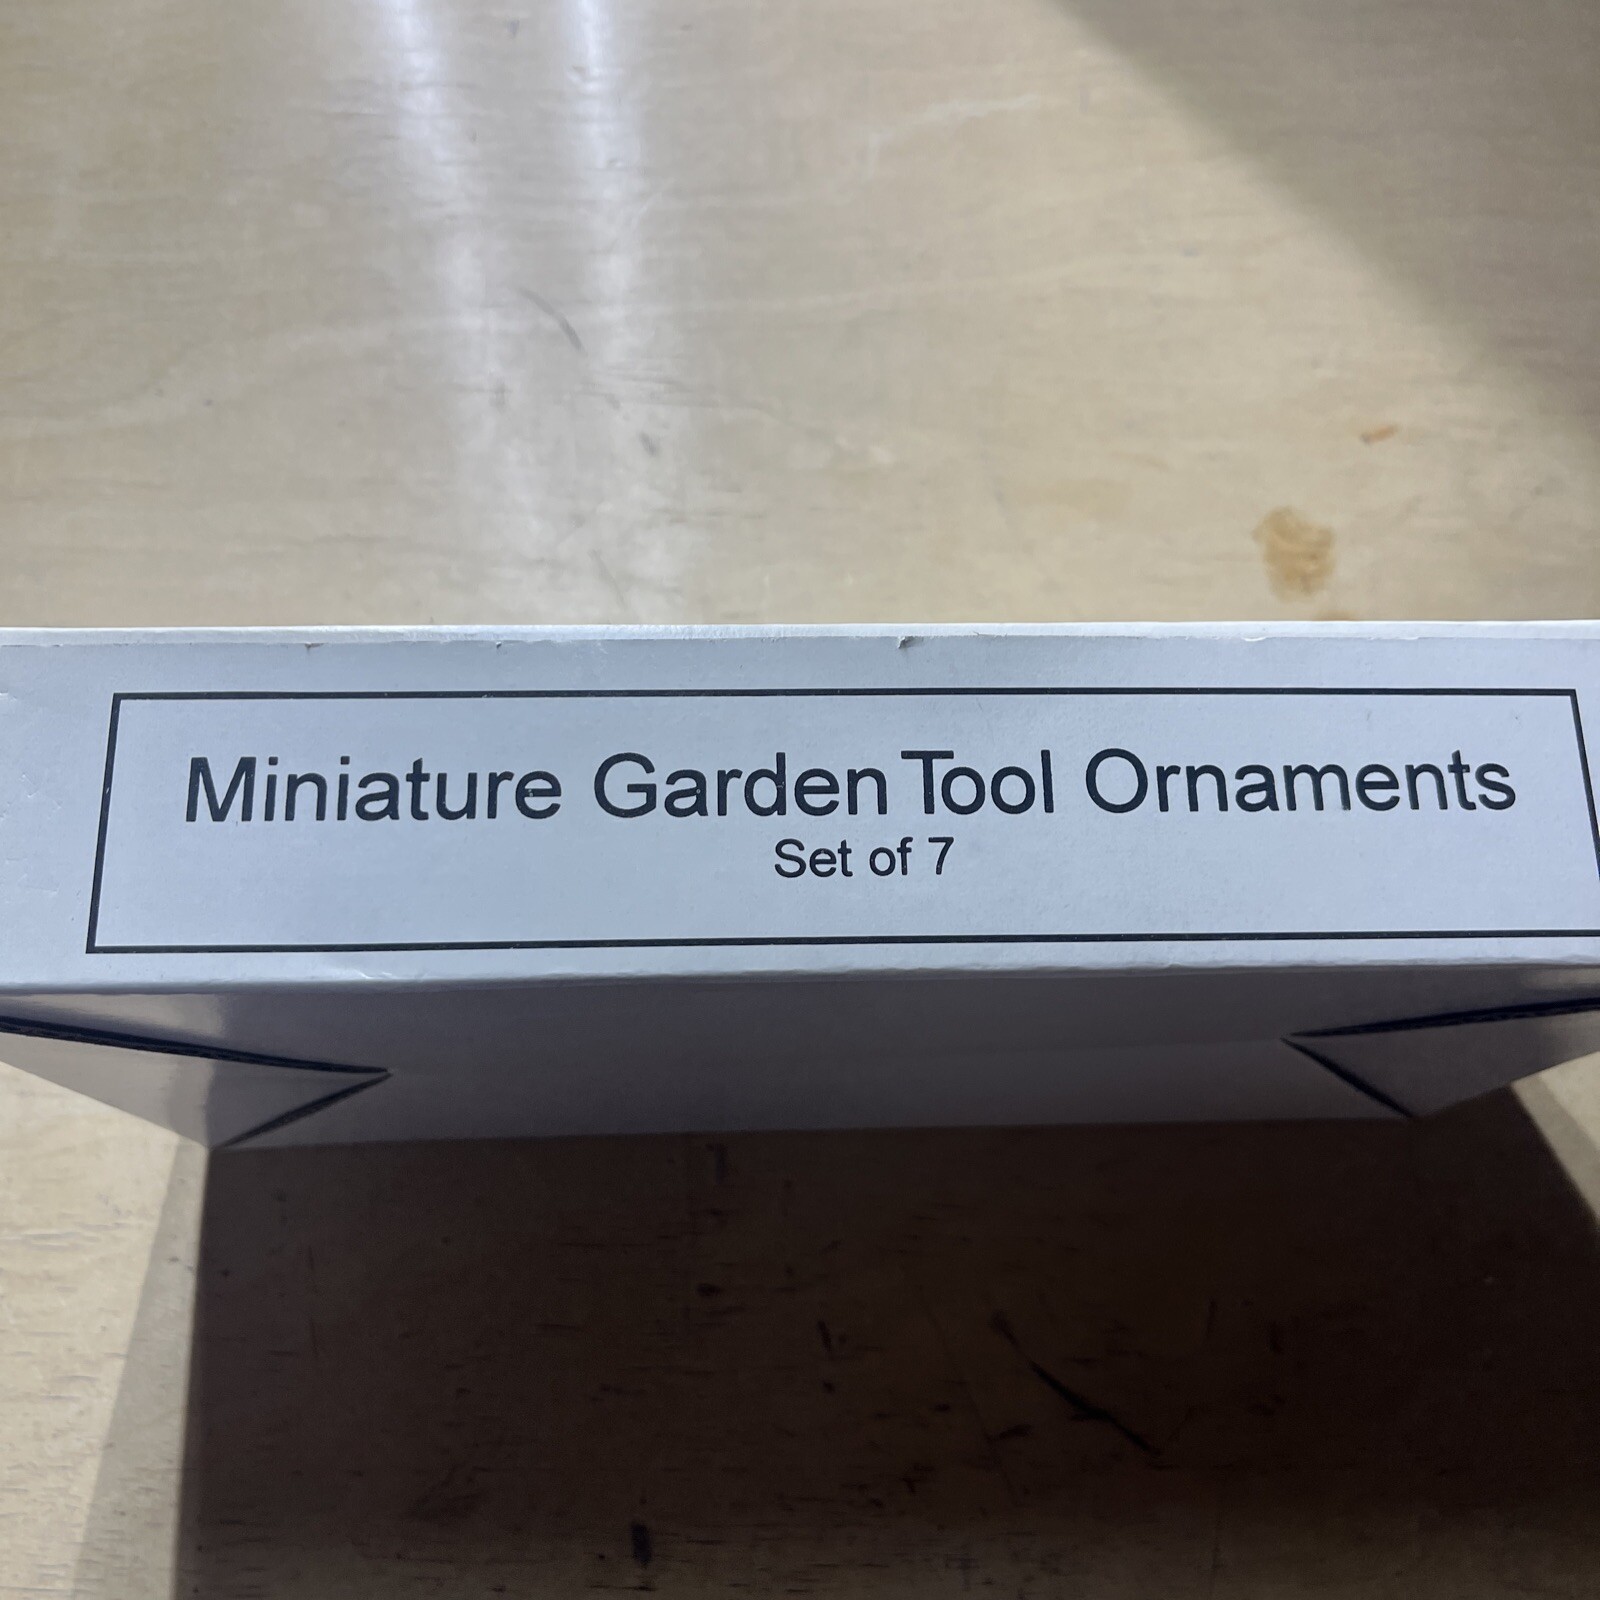 Miniature Garden Tool Ornaments
Set of 7